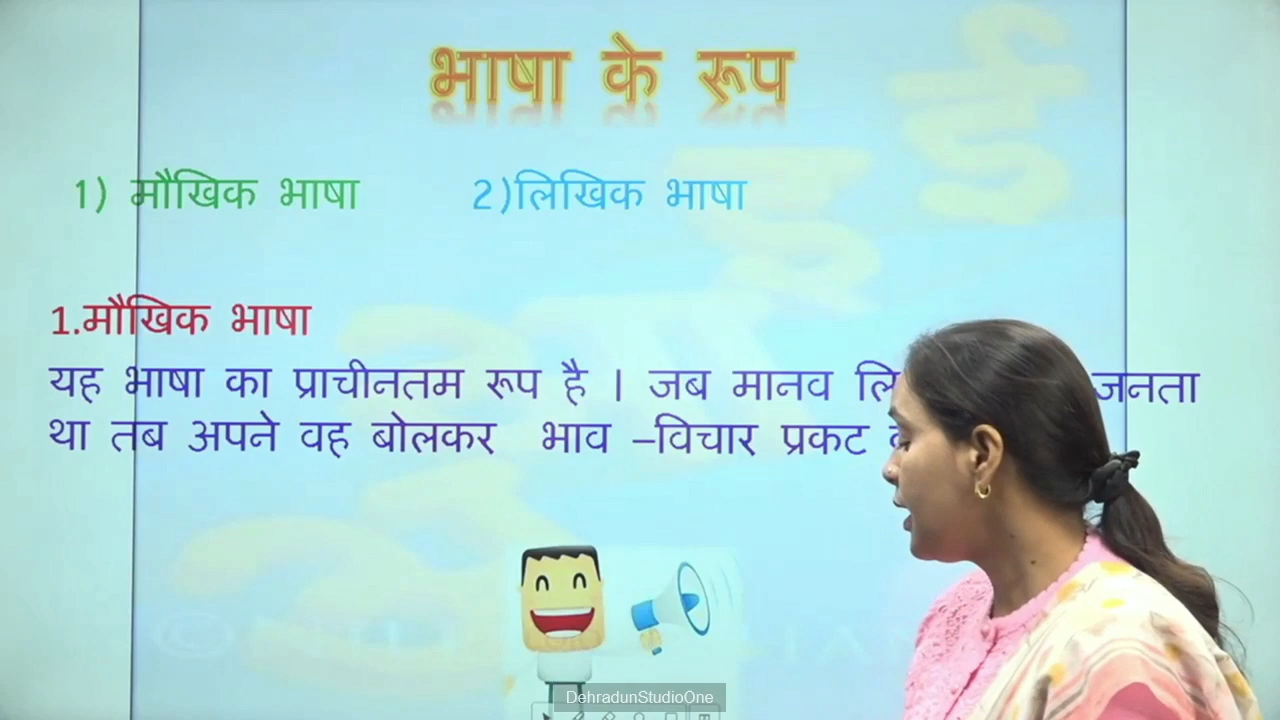 भाषा के रूप
1) मौखिक भाषा 2)लिखिक भाषा
1.मौखिक भाषा
यह भाषा का प्राचीनतम रूप है । जब मानव जनता
था तब अपने वह बोलकर भाव –विचार प्रकट
DehradunStudioOne